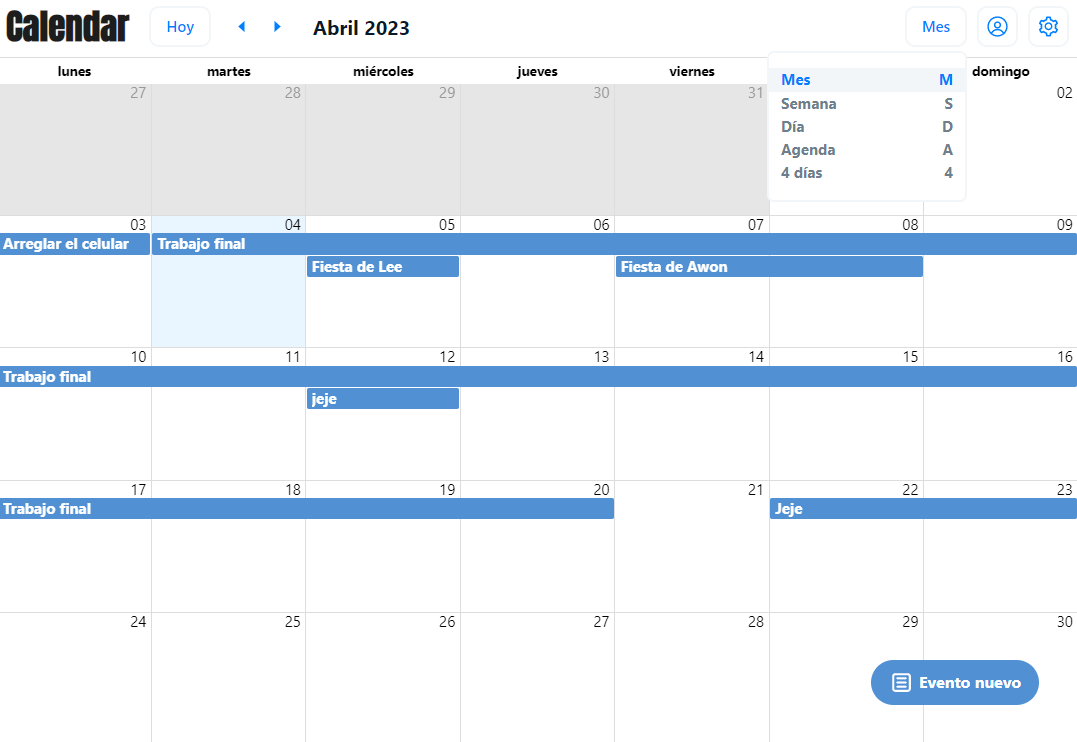 Calendar Hoy Abril 2023 Mes
lunes martes miércoles jueves viernes domingo
Mes M
Semana S
Día D
Agenda A
4 días 4
27 28 29 30 31 02
03 04 05 06 07 08 09
Arreglar el celular Trabajo final
Fiesta de Lee Fiesta de Awon
10 11 12 13 14 15 16
Trabajo final
jeje
17 18 19 20 21 22 23
Trabajo final Jeje
24 25 26 27 28 29 30
Evento nuevo